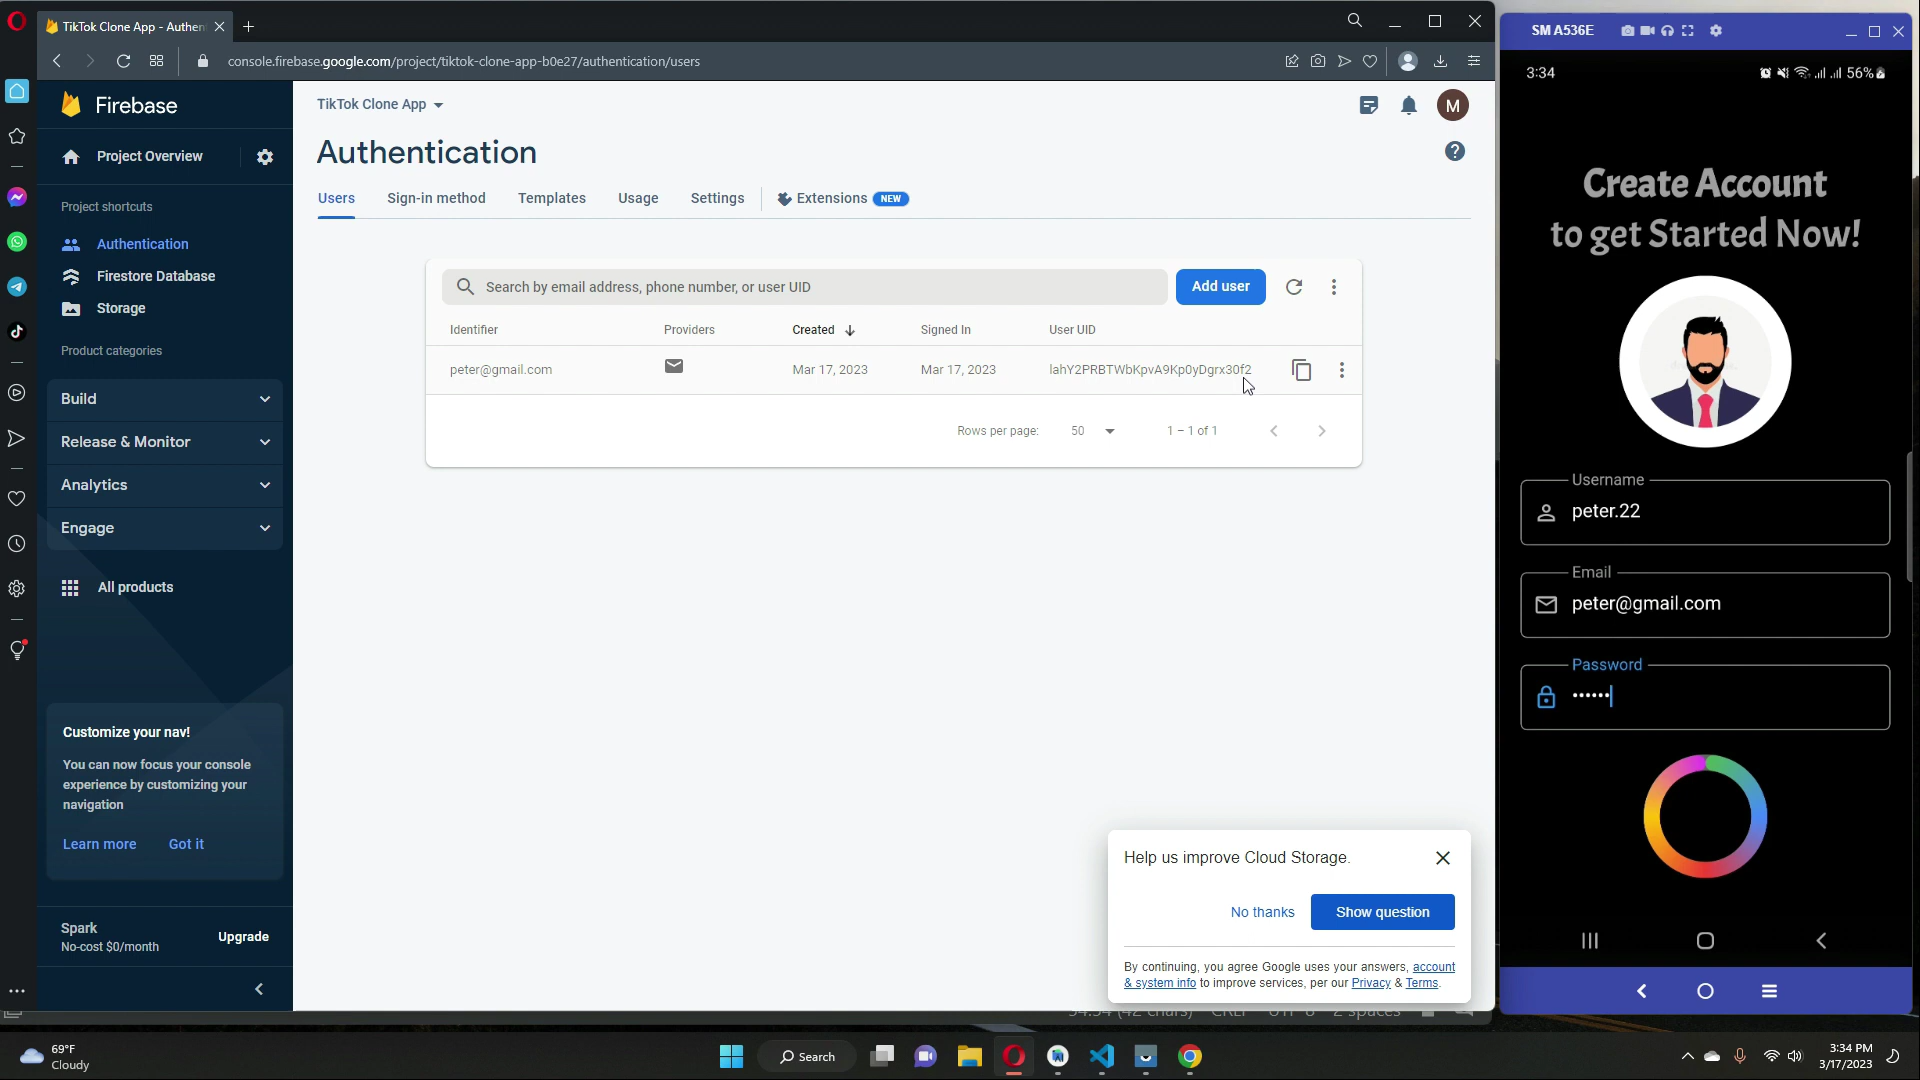 TikTok Clone App - Authen
console.firebase.google.com/project/tiktok-clone-app-b0e27/authentication/users
Firebase
Project Overview
Project shortcuts
Authentication
Firestore Database
Storage
Product categories
Build
Release & Monitor
Analytics
Engage
All products
Customize your nav!
You can now focus your console
experience by customizing your
navigation
Learn more
Got it
Spark
No-cost $0/month
Upgrade
TikTok Clone App
M
Authentication
Users
Sign-in method
Templates
Usage
Settings
Extensions
NEW
Search by email address, phone number, or user UID
Add user
Identifier
Providers
Created
Signed In
User UID
peter@gmail.com
Mar 17, 2023
Mar 17, 2023
lahY2PRBTWbKpvA9Kp0yDgrx30f2
Rows per page:
50
1 – 1 of 1
Help us improve Cloud Storage.
No thanks
Show question
By continuing, you agree Google uses your answers, account
& system info to improve services, per our Privacy & Terms.
SM A536E
3:34
56%
Create Account
to get Started Now!
Username
peter.22
Email
peter@gmail.com
Password
69°F
Cloudy
Search
3:34 PM
3/17/2023